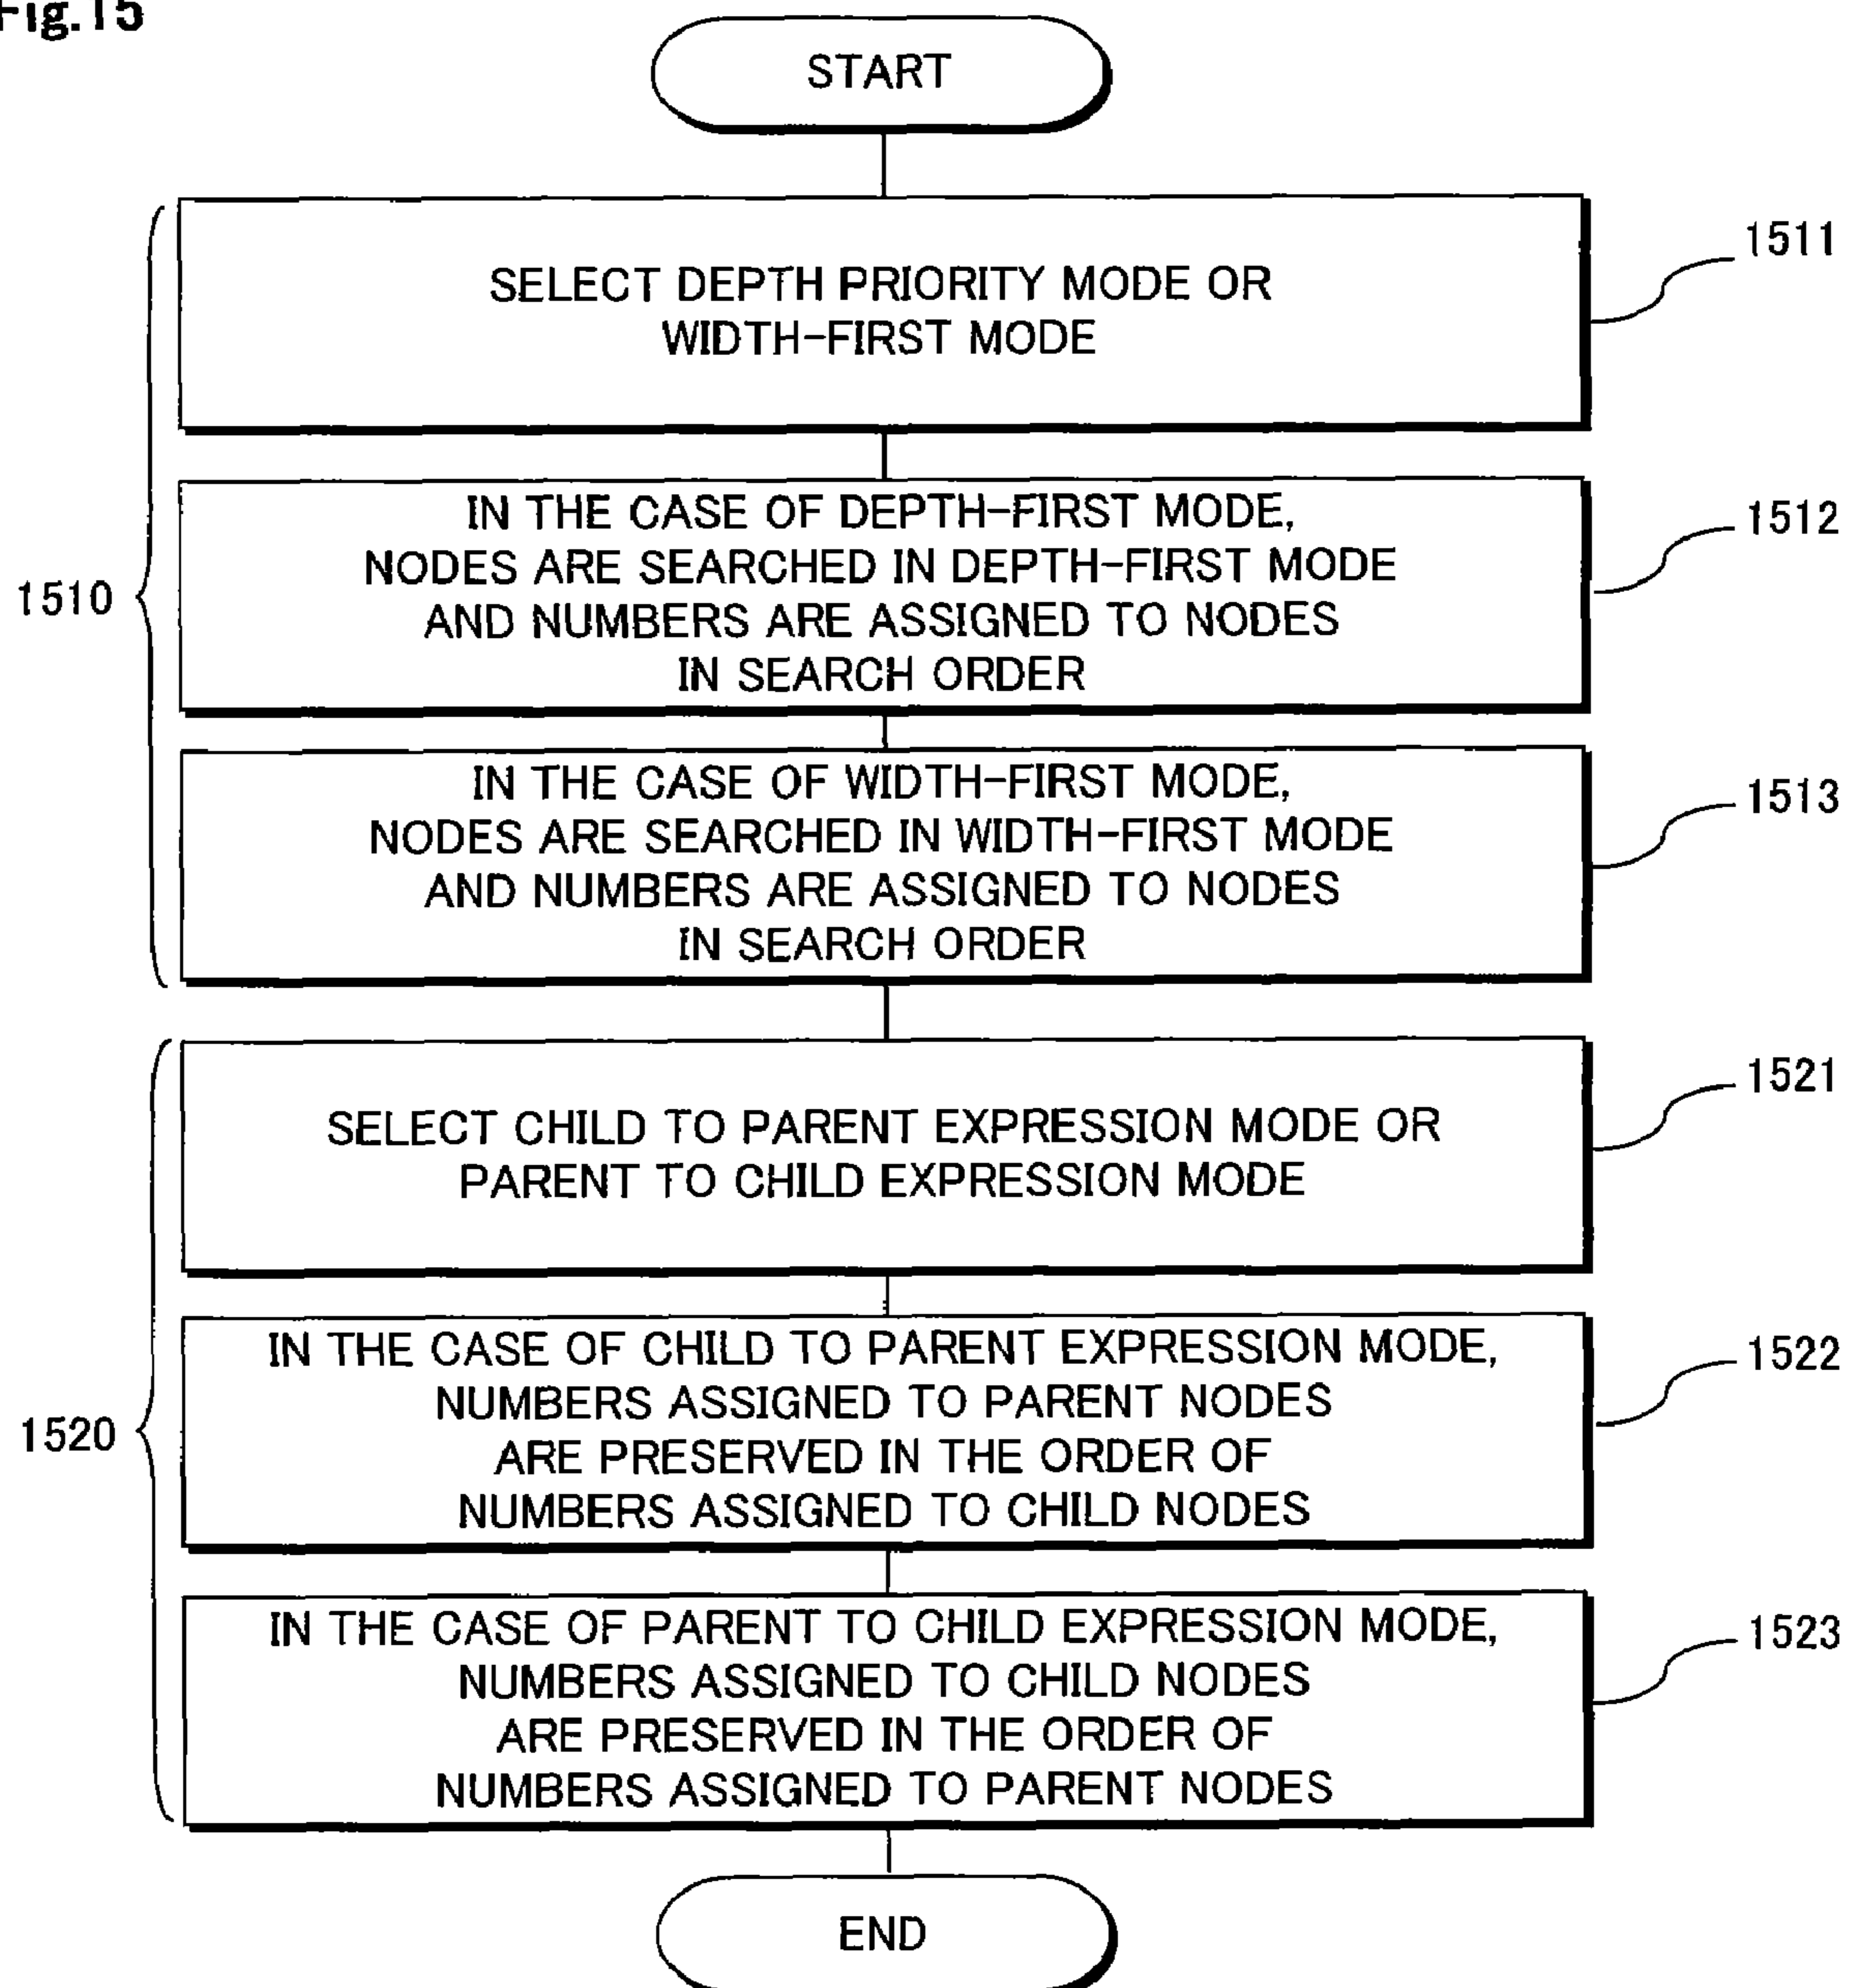 Fig.15
START
SELECT DEPTH PRIORITY MODE OR
WIDTH-FIRST MODE
1511
IN THE CASE OF DEPTH-FIRST MODE,
NODES ARE SEARCHED IN DEPTH-FIRST MODE
AND NUMBERS ARE ASSIGNED TO NODES
IN SEARCH ORDER
1512
1510
IN THE CASE OF WIDTH-FIRST MODE,
NODES ARE SEARCHED IN WIDTH-FIRST MODE
AND NUMBERS ARE ASSIGNED TO NODES
IN SEARCH ORDER
1513
SELECT CHILD TO PARENT EXPRESSION MODE OR
PARENT TO CHILD EXPRESSION MODE
1521
IN THE CASE OF CHILD TO PARENT EXPRESSION MODE,
NUMBERS ASSIGNED TO PARENT NODES
ARE PRESERVED IN THE ORDER OF
NUMBERS ASSIGNED TO CHILD NODES
1522
1520
IN THE CASE OF PARENT TO CHILD EXPRESSION MODE,
NUMBERS ASSIGNED TO CHILD NODES
ARE PRESERVED IN THE ORDER OF
NUMBERS ASSIGNED TO PARENT NODES
1523
END